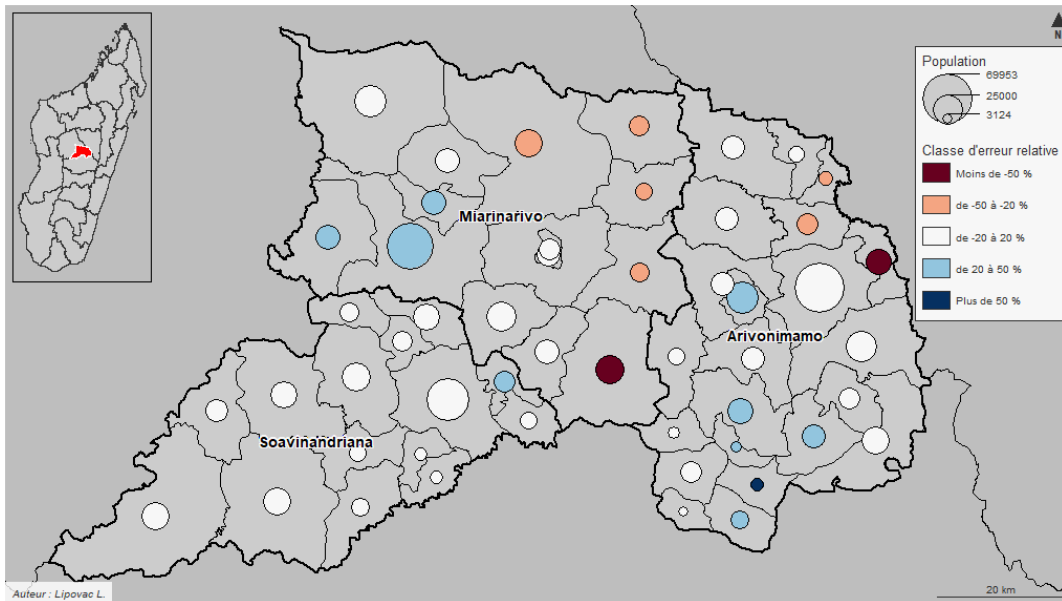 N
Population
69953
25000
3124
Classe d'erreur relative
Moins de -50 %
de -50 à -20 %
de -20 à 20 %
de 20 à 50 %
Plus de 50 %
Miarinarivo
Arivonimamo
Soavinandriana
20 km
Auteur : Lipovac L.